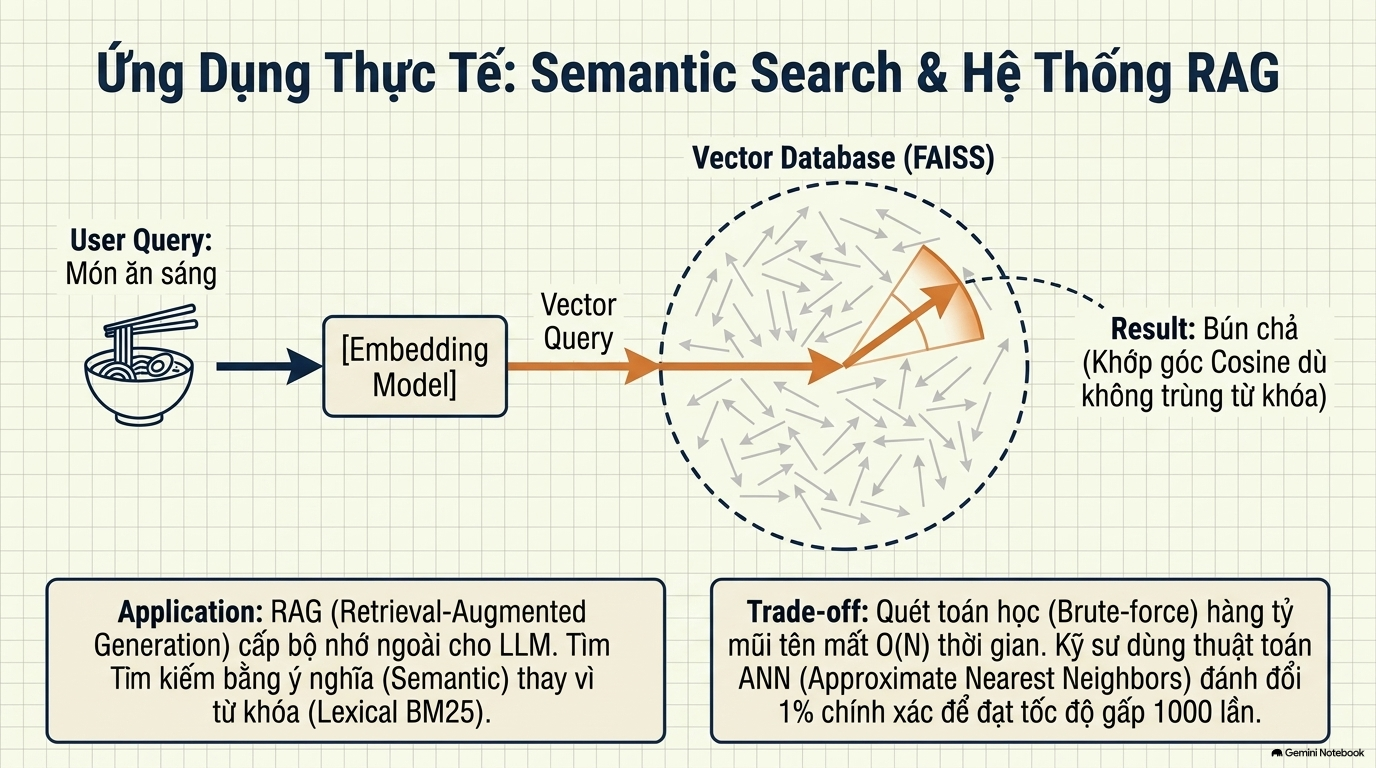 Ứng Dụng Thực Tế: Semantic Search & Hệ Thống RAG
Vector Database (FAISS)
User Query:
Món ăn sáng
[Embedding
Model]
Vector
Query
Result: Bún chả
(Khớp góc Cosine dù
không trùng từ khóa)
Application: RAG (Retrieval-Augmented
Generation) cấp bộ nhớ ngoài cho LLM. Tìm
Tìm kiếm bằng ý nghĩa (Semantic) thay vì
từ khóa (Lexical BM25).
Trade-off: Quét toán học (Brute-force) hàng tỷ
mũi tên mất O(N) thời gian. Kỹ sư dùng thuật toán
ANN (Approximate Nearest Neighbors) đánh đổi
1% chính xác để đạt tốc độ gấp 1000 lần.
Gemini Notebook